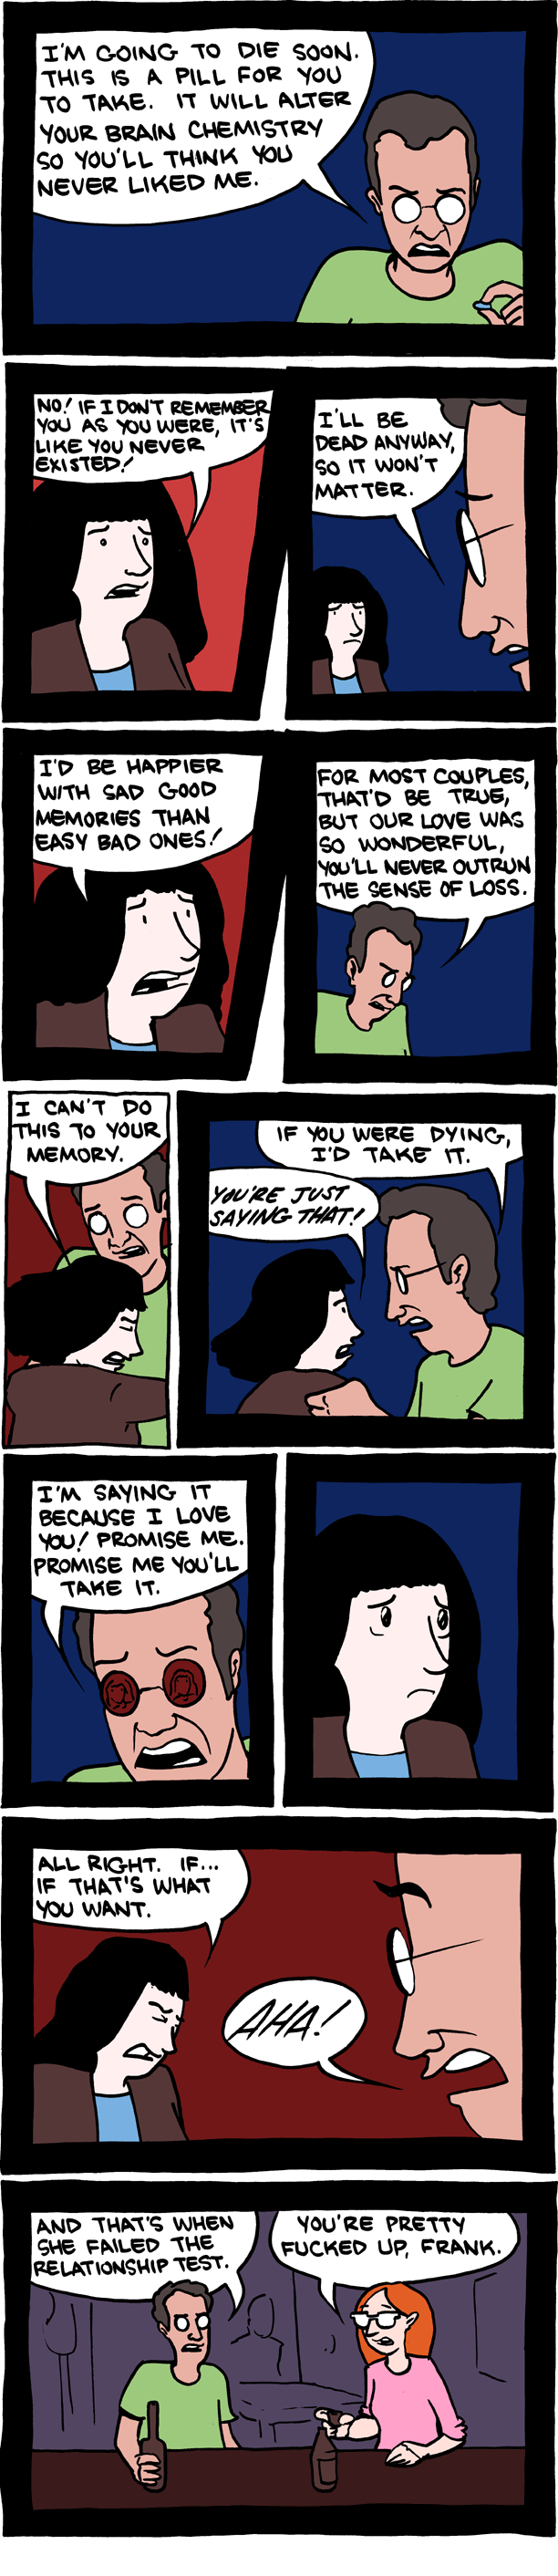 I'M GOING TO DIE SOON.
THIS IS A PILL FOR YOU
TO TAKE. IT WILL ALTER
YOUR BRAIN CHEMISTRY
SO YOU'LL THINK YOU
NEVER LIKED ME.
NO! IF I DON'T REMEMBER
YOU AS YOU WERE, IT'S
LIKE YOU NEVER
EXISTED!
I'LL BE
DEAD ANYWAY,
SO IT WON'T
MATTER.
I'D BE HAPPIER
WITH SAD GOOD
MEMORIES THAN
EASY BAD ONES!
FOR MOST COUPLES,
THAT'D BE TRUE,
BUT OUR LOVE WAS
SO WONDERFUL,
YOU'LL NEVER OUTRUN
THE SENSE OF LOSS.
I CAN'T DO
THIS TO YOUR
MEMORY.
IF YOU WERE DYING,
I'D TAKE IT.
YOU'RE JUST
SAYING THAT!
I'M SAYING IT
BECAUSE I LOVE
YOU! PROMISE ME.
PROMISE ME YOU'LL
TAKE IT.
ALL RIGHT. IF...
IF THAT'S WHAT
YOU WANT.
AHA!
AND THAT'S WHEN
SHE FAILED THE
RELATIONSHIP TEST.
YOU'RE PRETTY
FUCKED UP, FRANK.